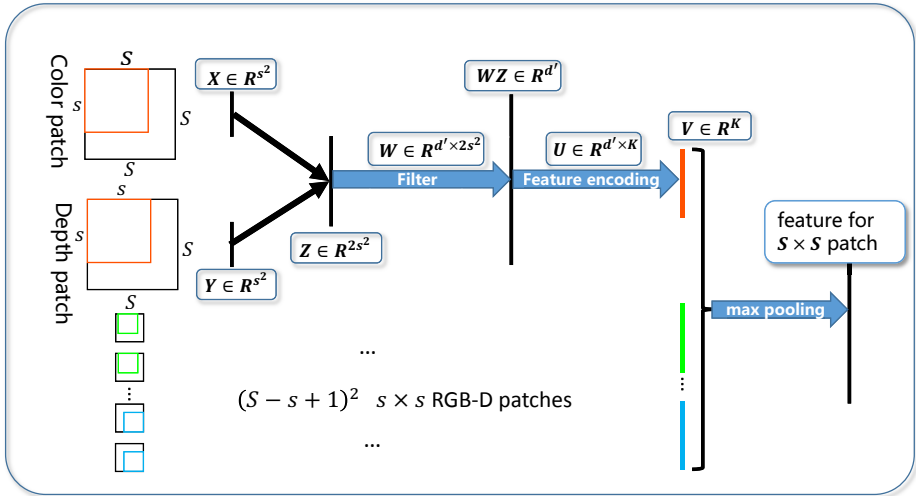 Color patch
S
s
S
S
X ∈ R^{s^2}
WZ ∈ R^{d′}
V ∈ R^K
W ∈ R^{d′×2s^2}
Filter
U ∈ R^{d′×K}
Feature encoding
Depth patch
s
s
S
S
Z ∈ R^{2s^2}
Y ∈ R^{s^2}
feature for
S × S patch
max pooling
...
(S − s + 1)^2 s × s RGB-D patches
...
...
...